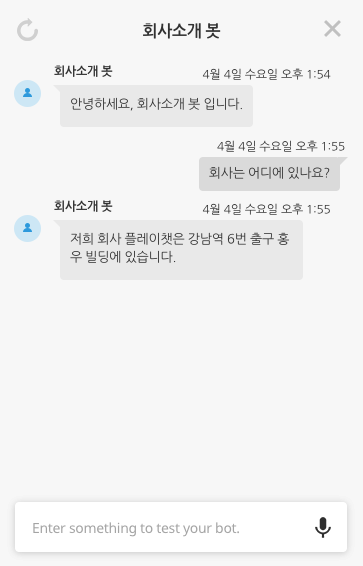 회사소개 봇
회사소개 봇
4월 4일 수요일 오후 1:54
안녕하세요, 회사소개 봇 입니다.
4월 4일 수요일 오후 1:55
회사는 어디에 있나요?
회사소개 봇
4월 4일 수요일 오후 1:55
저희 회사 플레이챗은 강남역 6번 출구 홍
우 빌딩에 있습니다.
Enter something to test your bot.